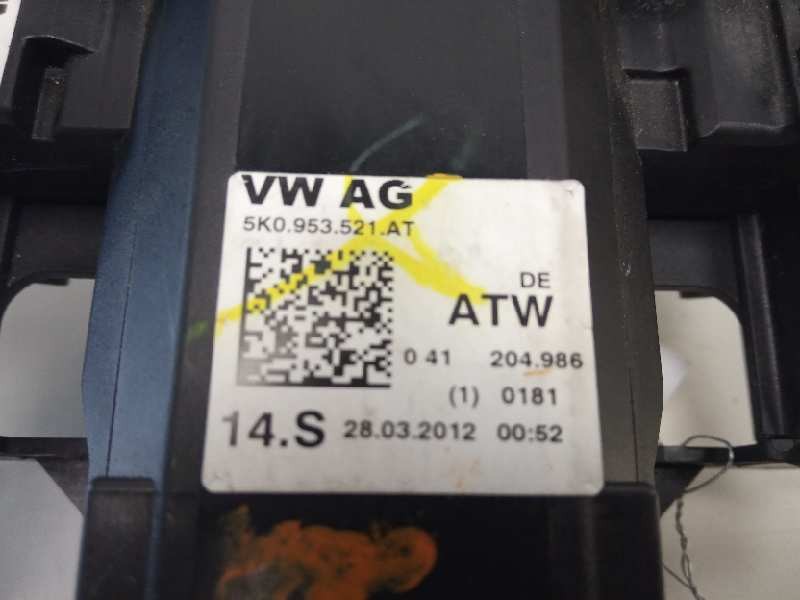 VW AG
5K0.953.521.AT
DE
ATW
0 41 204.986
(1) 0181
14.S 28.03.2012 00:52